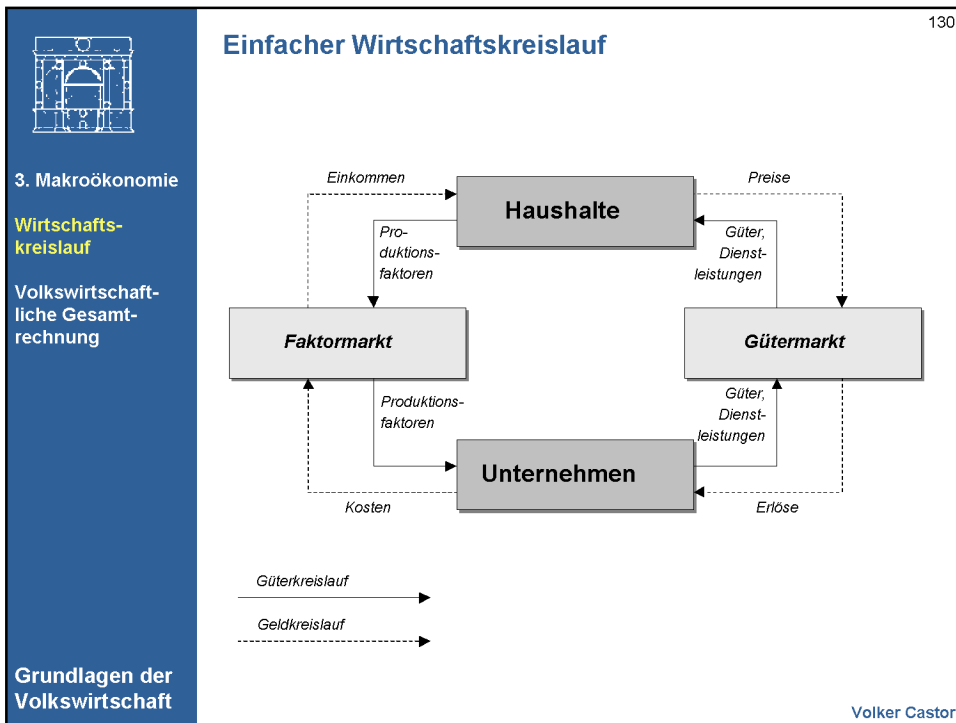 130
Einfacher Wirtschaftskreislauf
3. Makroökonomie
Wirtschafts-
kreislauf
Volkswirtschaft-
liche Gesamt-
rechnung
Einkommen
Haushalte
Preise
Pro-
duktions-
faktoren
Güter,
Dienst-
leistungen
Faktormarkt
Gütermarkt
Produktions-
faktoren
Güter,
Dienst-
leistungen
Unternehmen
Kosten
Erlöse
Güterkreislauf
Geldkreislauf
Grundlagen der
Volkswirtschaft
Volker Castor